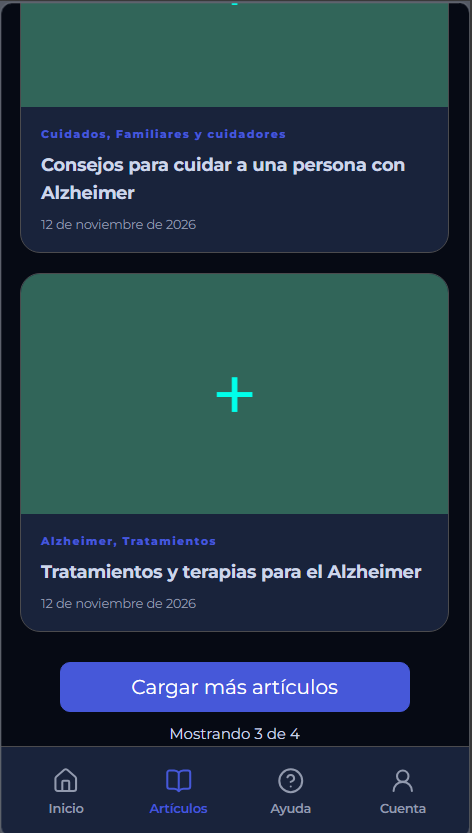 Cuidados, Familiares y cuidadores
Consejos para cuidar a una persona con
Alzheimer
12 de noviembre de 2026
Alzheimer, Tratamientos
Tratamientos y terapias para el Alzheimer
12 de noviembre de 2026
Cargar más artículos
Mostrando 3 de 4
Inicio
Artículos
Ayuda
Cuenta